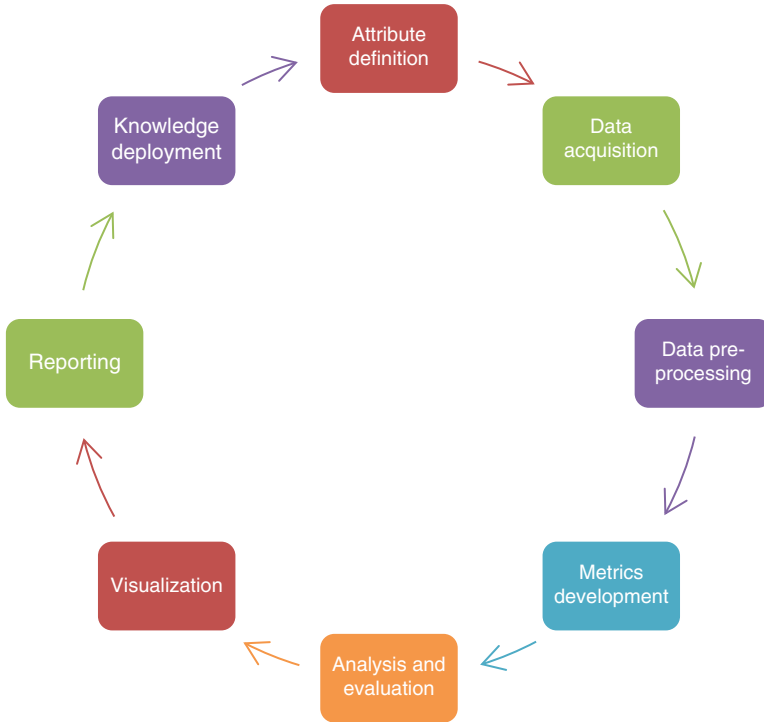 Attribute
definition
Data
acquisition
Data pre-
processing
Metrics
development
Analysis and
evaluation
Visualization
Reporting
Knowledge
deployment